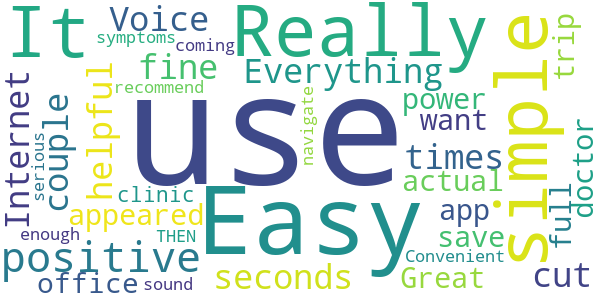 It
Voice
Really
symptoms
coming
fine
Everything
recommend
simple
trip
Internet
couple
serious
helpful
use
navigate
power
want
times
actual
doctor
full
clinic
appeared
Easy
app
save
enough
THEN
Convenient
positive
office
sound
seconds
Great
cut